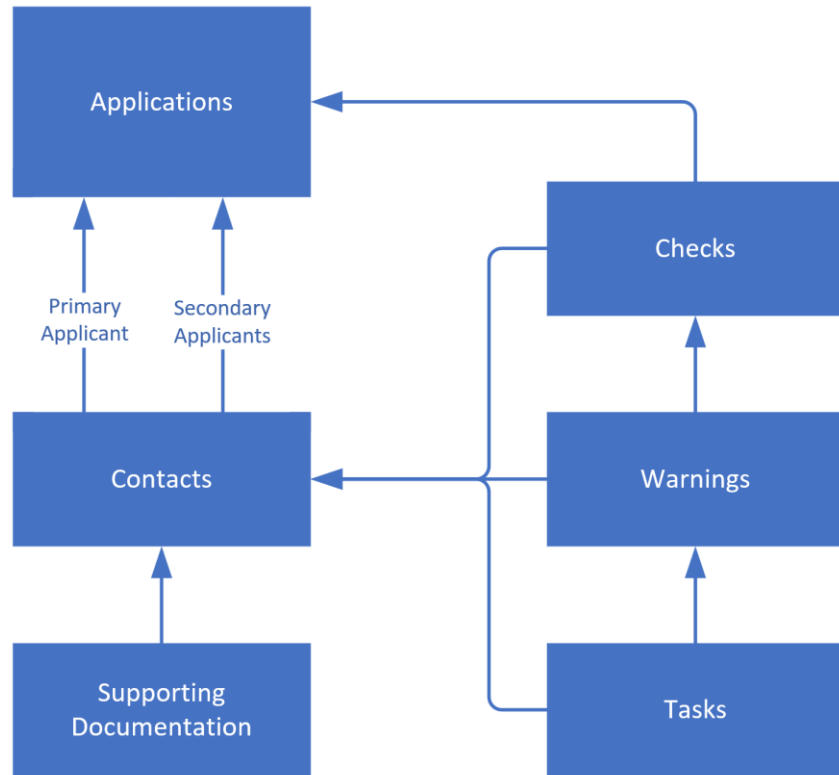 Applications
Checks
Primary
Applicant
Secondary
Applicants
Contacts
Warnings
Supporting
Documentation
Tasks